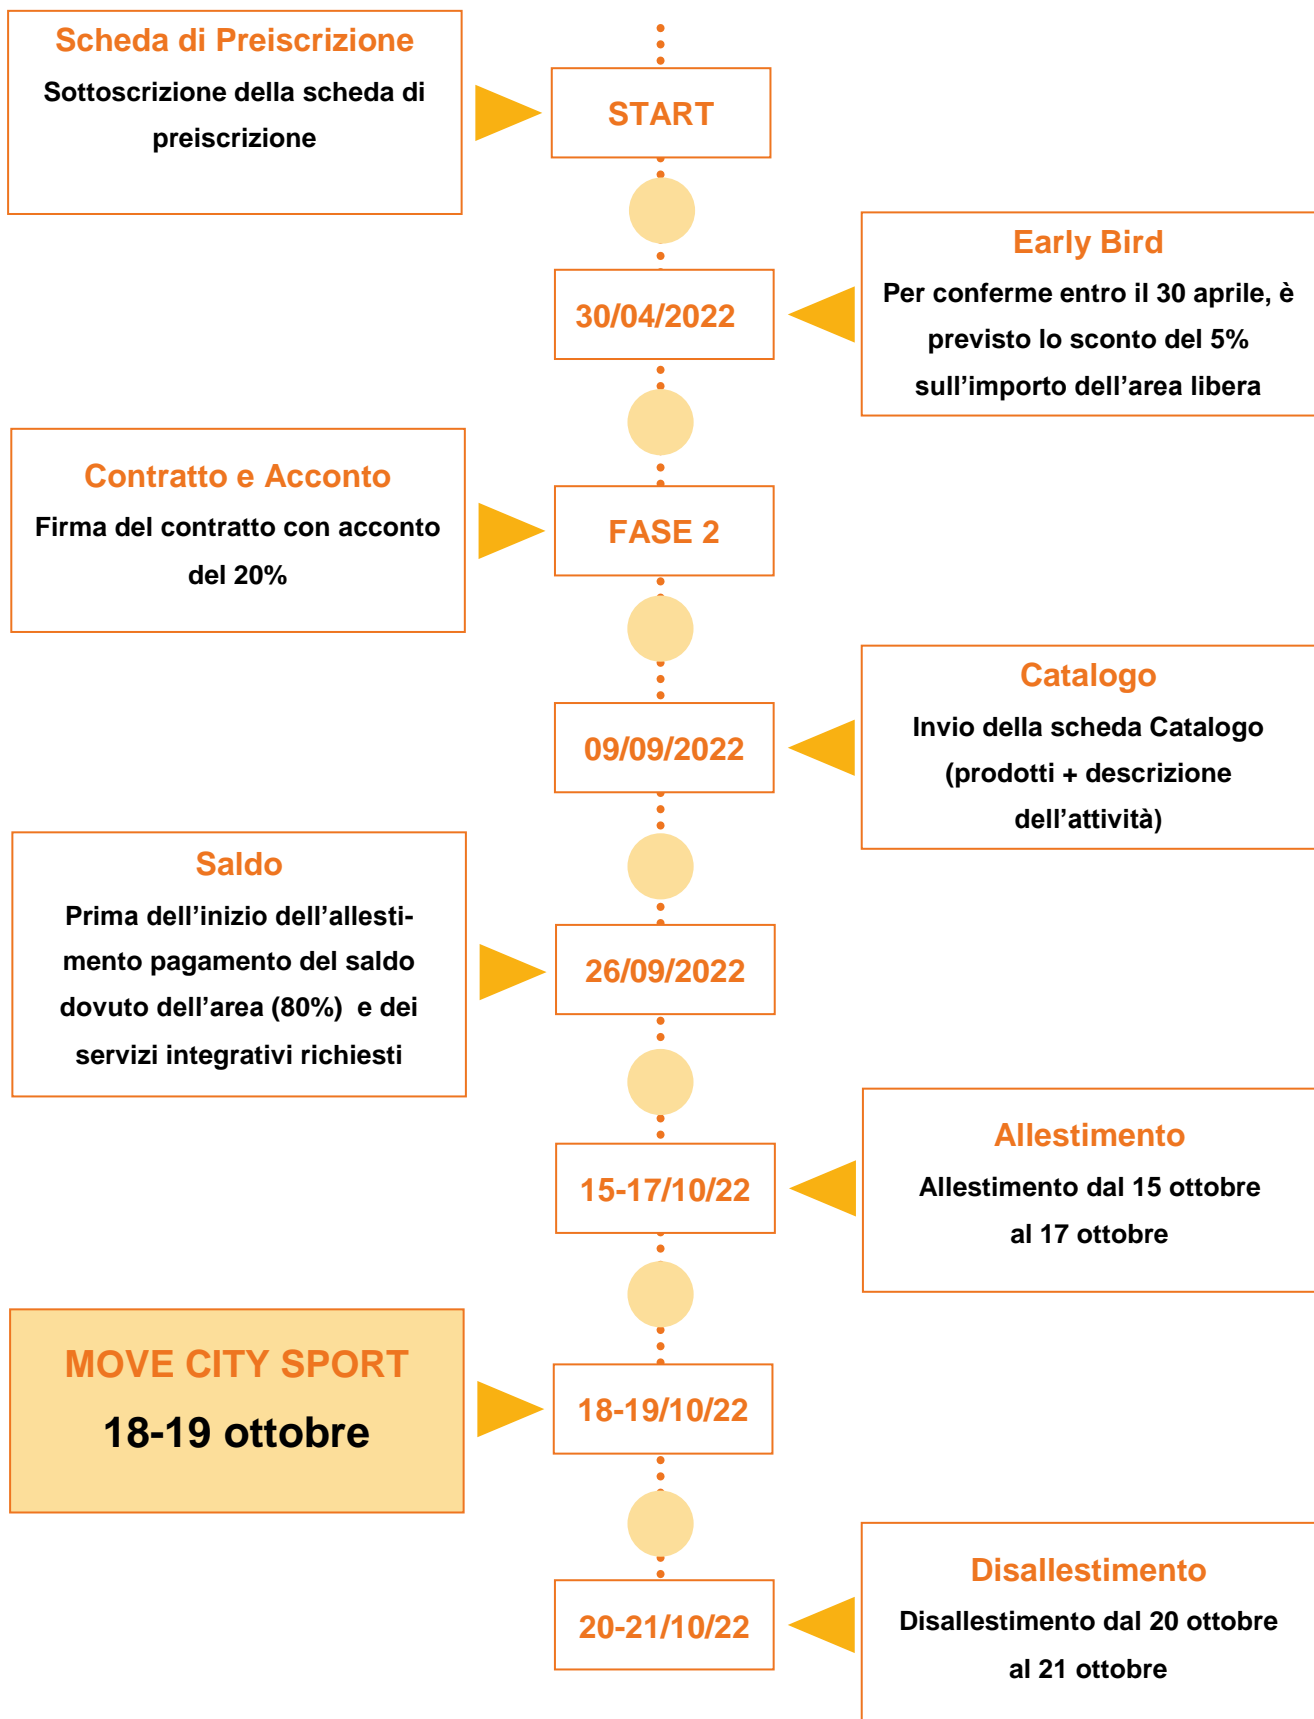 Scheda di Preiscrizione
Sottoscrizione della scheda di
preiscrizione
START
Early Bird
Per conferme entro il 30 aprile, è
previsto lo sconto del 5%
sull’importo dell’area libera
30/04/2022
Contratto e Acconto
Firma del contratto con acconto
del 20%
FASE 2
Catalogo
Invio della scheda Catalogo
(prodotti + descrizione
dell’attività)
09/09/2022
Saldo
Prima dell’inizio dell’allesti-
mento pagamento del saldo
dovuto dell’area (80%) e dei
servizi integrativi richiesti
26/09/2022
Allestimento
Allestimento dal 15 ottobre
al 17 ottobre
15-17/10/22
MOVE CITY SPORT
18-19 ottobre
18-19/10/22
Disallestimento
Disallestimento dal 20 ottobre
al 21 ottobre
20-21/10/22